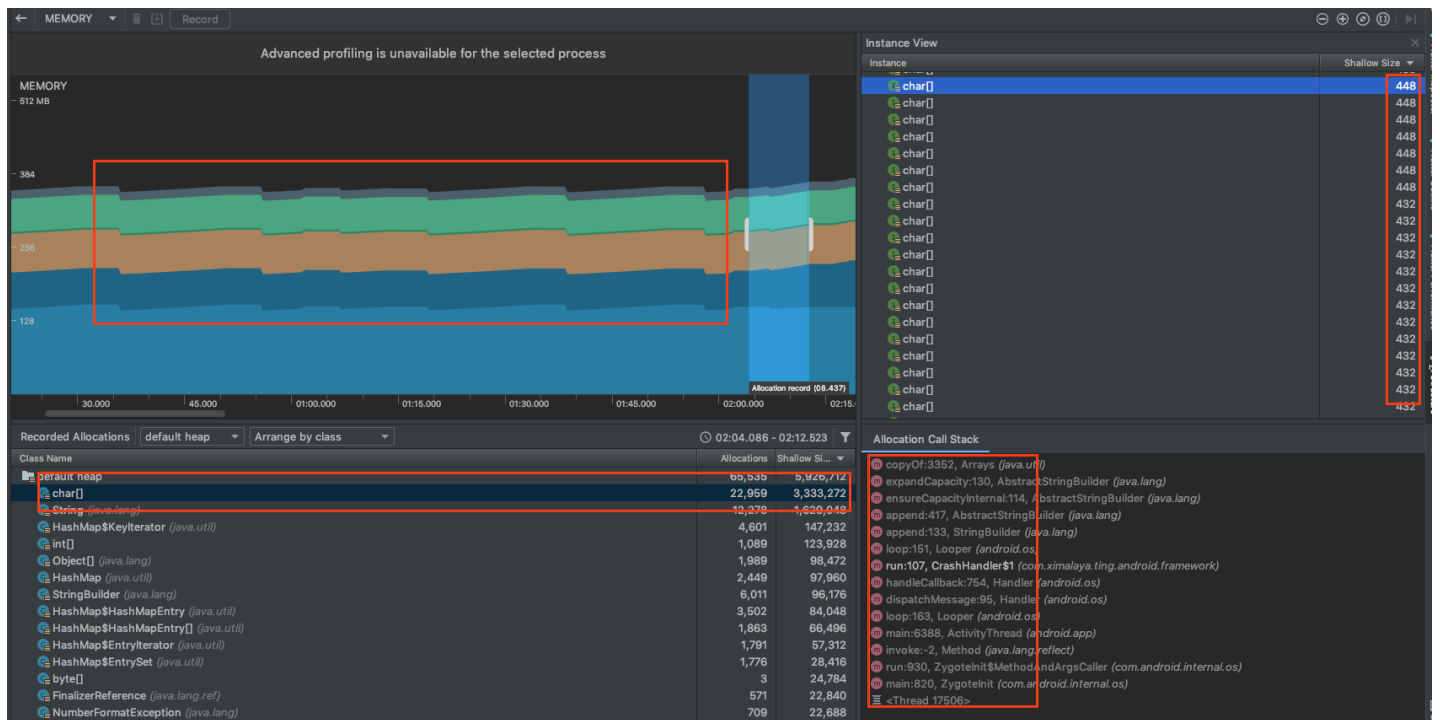 MEMORY Record
Advanced profiling is unavailable for the selected process
MEMORY
512 MB
384
256
128
Allocation record (08.437)
30.000 45.000 01:00.000 01:15.000 01:30.000 01:45.000 02:00.000 02:15.
Recorded Allocations default heap Arrange by class 02:04.086 - 02:12.523
Class Name Allocations Shallow Si...
default heap 65,535 5,926,712
char[] 22,959 3,333,272
String (java.lang) 12,278
HashMap$KeyIterator (java.util) 4,601 147,232
int[] 1,089 123,928
Object[] (java.lang) 1,989 98,472
HashMap (java.util) 2,449 97,960
StringBuilder (java.lang) 6,011 96,176
HashMap$HashMapEntry (java.util) 3,502 84,048
HashMap$HashMapEntry[] (java.util) 1,863 66,496
HashMap$EntryIterator (java.util) 1,791 57,312
HashMap$EntrySet (java.util) 1,776 28,416
byte[] 3 24,784
FinalizerReference (java.lang.ref) 571 22,840
NumberFormatException (java.lang) 709 22,688
Instance View
Instance Shallow Size
char[] 448
char[] 448
char[] 448
char[] 448
char[] 448
char[] 448
char[] 448
char[] 432
char[] 432
char[] 432
char[] 432
char[] 432
char[] 432
char[] 432
char[] 432
char[] 432
char[] 432
char[] 432
char[] 432
char[] 432
Allocation Call Stack
copyOf:3352, Arrays (java.util)
expandCapacity:130, AbstractStringBuilder (java.lang)
ensureCapacityInternal:114, AbstractStringBuilder (java.lang)
append:417, AbstractStringBuilder (java.lang)
append:133, StringBuilder (java.lang)
loop:151, Looper (android.os)
run:107, CrashHandler$1 (com.ximalaya.ting.android.framework)
handleCallback:754, Handler (android.os)
dispatchMessage:95, Handler (android.os)
loop:163, Looper (android.os)
main:6388, ActivityThread (android.app)
invoke:-2, Method (java.lang.reflect)
run:930, ZygoteInit$MethodAndArgsCaller (com.android.internal.os)
main:820, ZygoteInit (com.android.internal.os)
<Thread 17506>